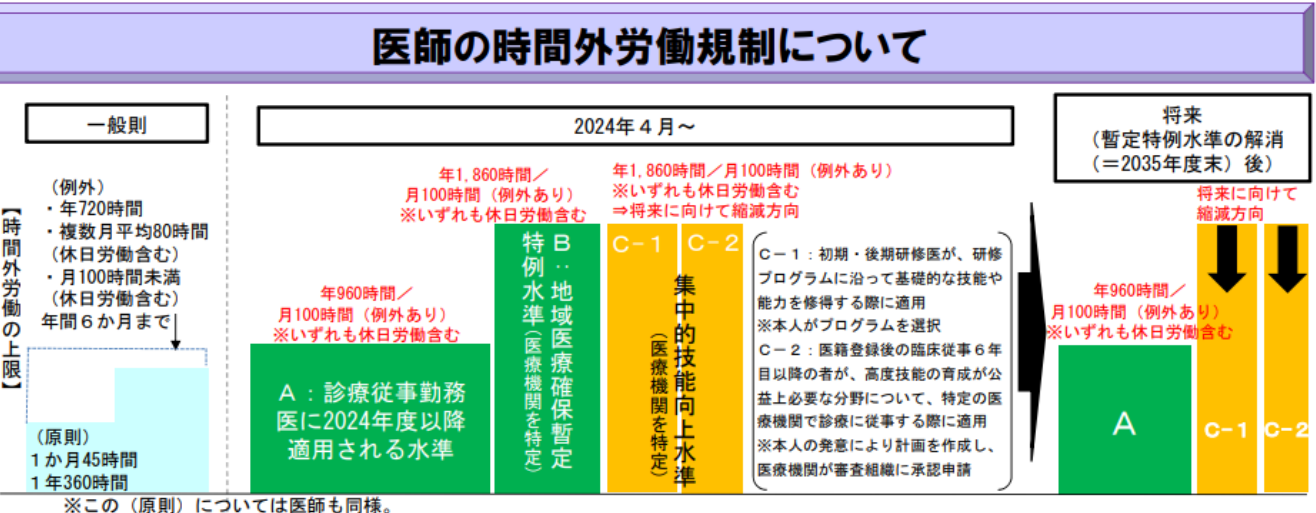 医師の時間外労働規制について
一般則
2024年4月~
将来
(暫定特例水準の解消
(=2035年度末)後)
【時間外労働の上限】
(例外)
・年720時間
・複数月平均80時間
(休日労働含む)
・月100時間未満
(休日労働含む)
年間6か月まで
(原則)
1か月45時間
1年360時間
※この(原則)については医師も同様。
年960時間/
月100時間(例外あり)
※いずれも休日労働含む
A:診療従事勤務
医に2024年度以降
適用される水準
年1,860時間/
月100時間(例外あり)
※いずれも休日労働含む
B:地域医療確保暫定
特例水準(医療機関を特定)
年1,860時間/月100時間(例外あり)
※いずれも休日労働含む
⇒将来に向けて縮減方向
C-1
C-2
集中的技能向上水準
(医療機関を特定)
C-1:初期・後期研修医が、研修
プログラムに沿って基礎的な技能や
能力を修得する際に適用
※本人がプログラムを選択
C-2:医籍登録後の臨床従事6年
目以降の者が、高度技能の育成が公
益上必要な分野について、特定の医
療機関で診療に従事する際に適用
※本人の発意により計画を作成し、
医療機関が審査組織に承認申請
年960時間/
月100時間(例外あり)
※いずれも休日労働含む
A
将来に向けて
縮減方向
C-1
C-2